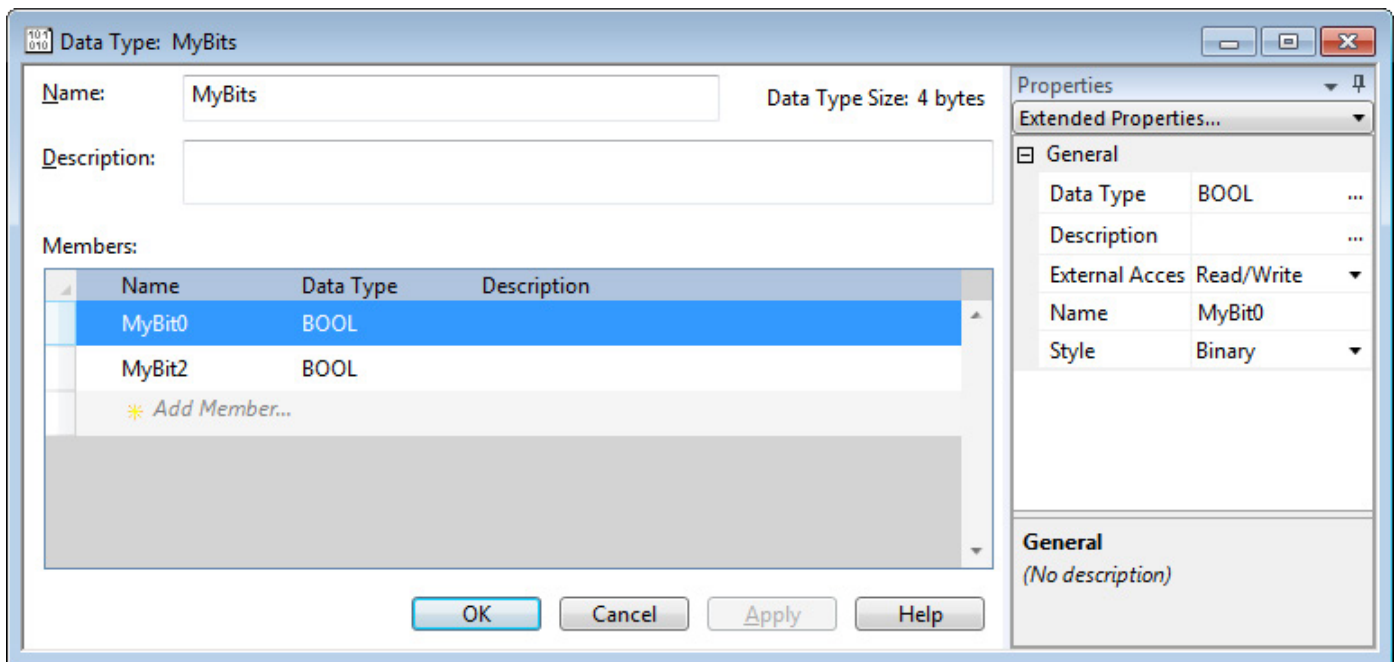 Data Type: MyBits
Name: MyBits Data Type Size: 4 bytes
Description:
Members:
Name Data Type Description
MyBit0 BOOL
MyBit2 BOOL
Add Member...
OK Cancel Apply Help
Properties
Extended Properties...
General
Data Type BOOL ...
Description ...
External Acces Read/Write
Name MyBit0
Style Binary
General
(No description)